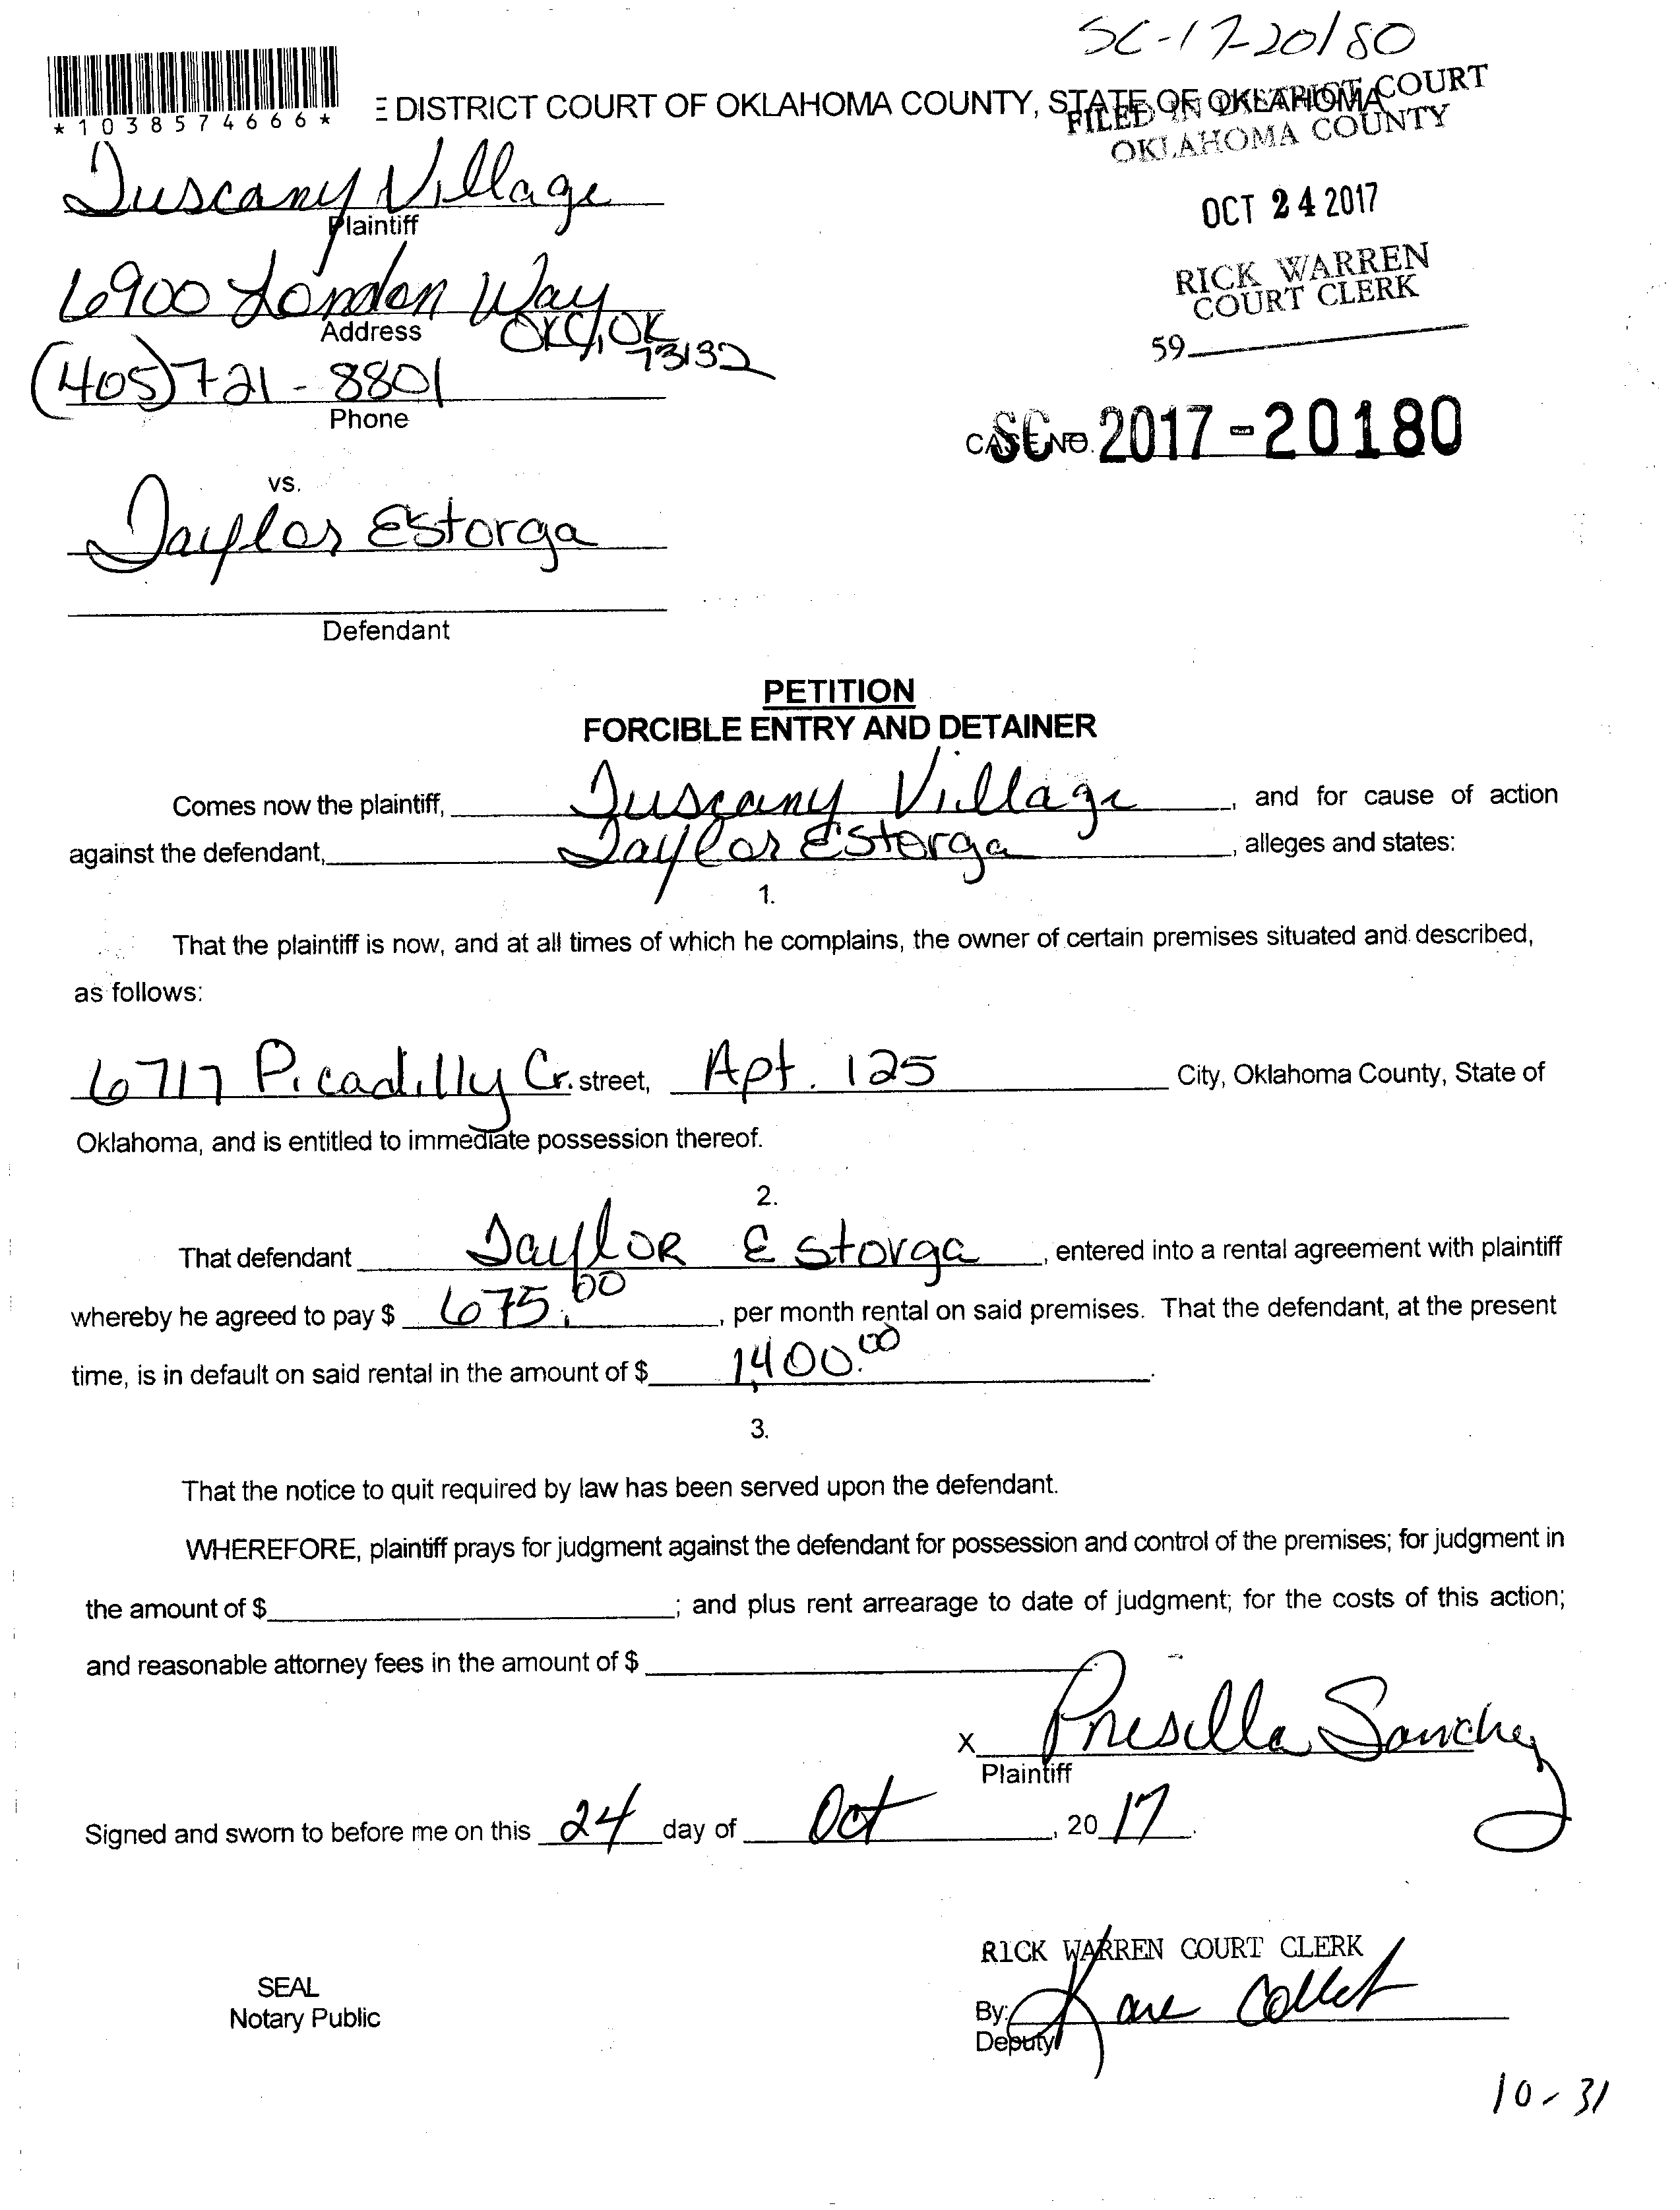 SC-17-20180
*1038574666*
E DISTRICT COURT OF OKLAHOMA COUNTY, STATE OF OKLAHOMA
FILED IN DISTRICT COURT
OKLAHOMA COUNTY
Tuscany Village
Plaintiff
OCT 24 2017
6900 London Way
Address
OKC, OK
73132
RICK WARREN
COURT CLERK
59
(405) 721-8801
Phone
CASE NO. SC-2017-20180
vs.
Taylor Estorga
Defendant
PETITION
FORCIBLE ENTRY AND DETAINER
Comes now the plaintiff, Tuscany Village, and for cause of action
against the defendant, Taylor Estorga, alleges and states:
1.
That the plaintiff is now, and at all times of which he complains, the owner of certain premises situated and described,
as follows:
6717 Picadilly Cr. street, Apt. 125 City, Oklahoma County, State of
Oklahoma, and is entitled to immediate possession thereof.
2.
That defendant Taylor Estorga, entered into a rental agreement with plaintiff
whereby he agreed to pay $ 675.00, per month rental on said premises. That the defendant, at the present
time, is in default on said rental in the amount of $ 1,400.00.
3.
That the notice to quit required by law has been served upon the defendant.
WHEREFORE, plaintiff prays for judgment against the defendant for possession and control of the premises; for judgment in
the amount of $; and plus rent arrearage to date of judgment; for the costs of this action;
and reasonable attorney fees in the amount of $
x Prisilla Sanchez
Plaintiff
Signed and sworn to before me on this 24 day of Oct, 2017.
RICK WARREN COURT CLERK
SEAL
Notary Public
By:
Deputy
10-31